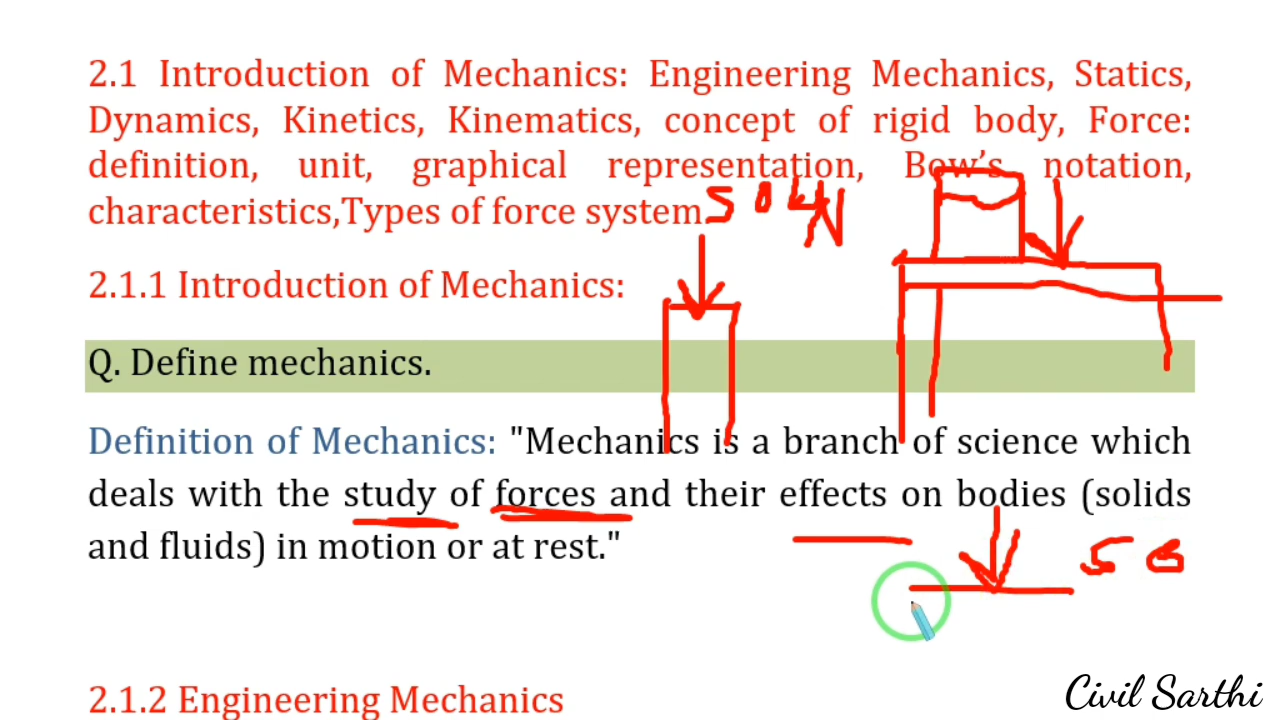 2.1 Introduction of Mechanics: Engineering Mechanics, Statics,
Dynamics, Kinetics, Kinematics, concept of rigid body, Force:
definition, unit, graphical representation, Bow’s notation,
characteristics,Types of force system.
50kN
2.1.1 Introduction of Mechanics:
Q. Define mechanics.
Definition of Mechanics: "Mechanics is a branch of science which
deals with the study of forces and their effects on bodies (solids
and fluids) in motion or at rest."
2.1.2 Engineering Mechanics
Civil Sarthi